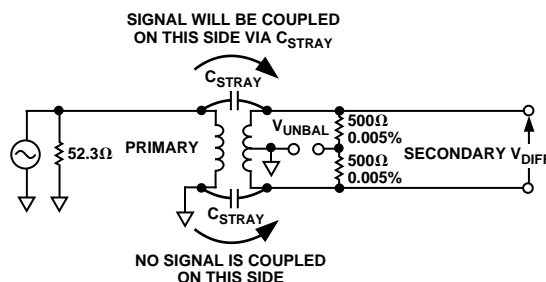 SIGNAL WILL BE COUPLED
ON THIS SIDE VIA CSTRAY
CSTRAY
VUNBAL
500Ω
0.005%
52.3Ω
PRIMARY
SECONDARY VDIFF
500Ω
0.005%
CSTRAY
NO SIGNAL IS COUPLED
ON THIS SIDE